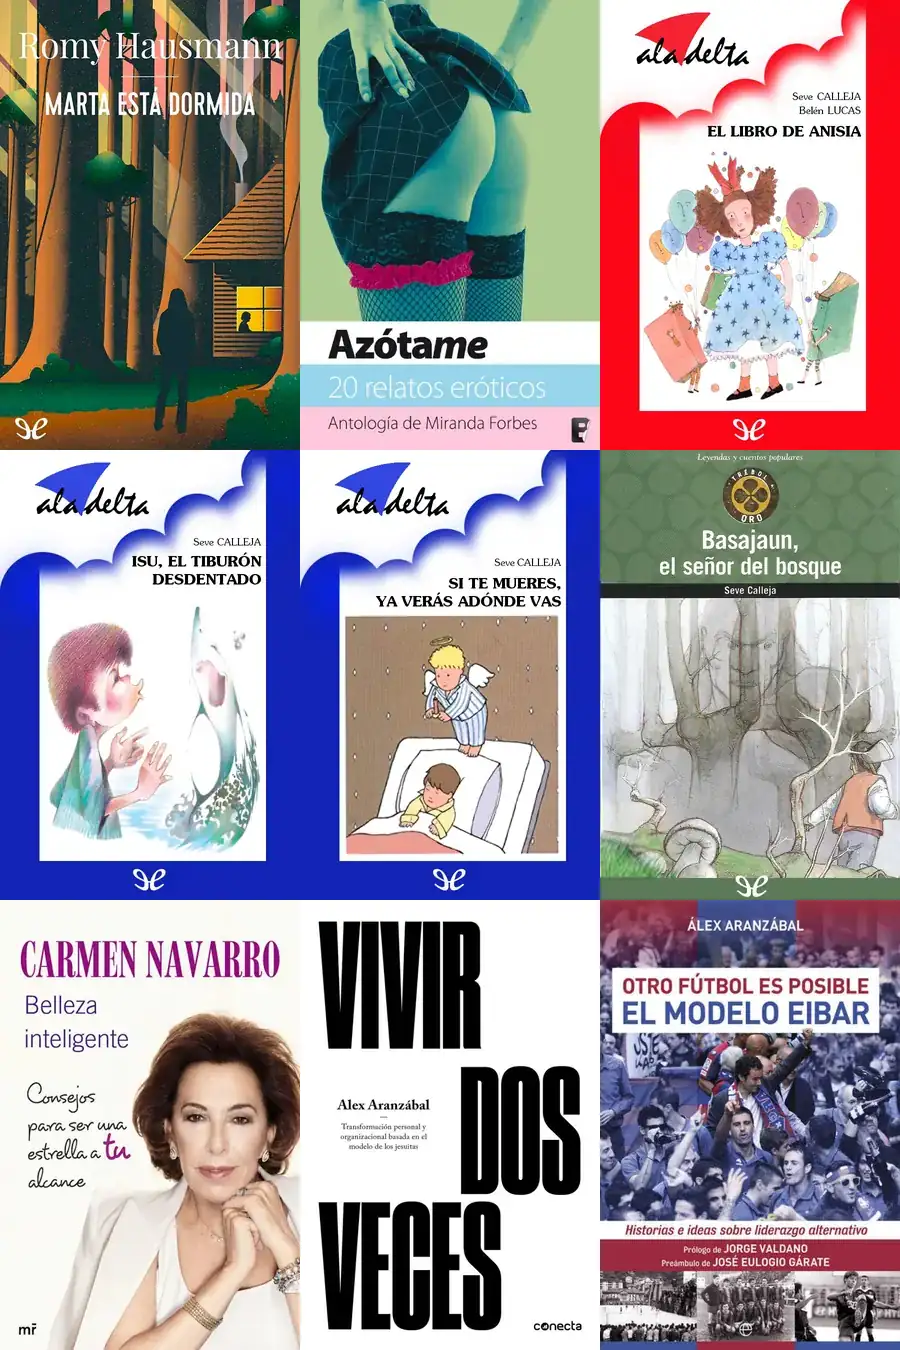 Romy Hausmann
MARTA ESTÁ DORMIDA
Azótame
20 relatos eróticos
Antología de Miranda Forbes
B
ala delta
Seve CALLEJA
Belén LUCAS
EL LIBRO DE ANISIA
ala delta
Seve CALLEJA
ISU, EL TIBURÓN
DESDENTADO
ala delta
Seve CALLEJA
SI TE MUERES,
YA VERÁS ADÓNDE VAS
Leyendas y cuentos populares
TRÉBOL
ORO
Basajaun,
el señor del bosque
Seve Calleja
CARMEN NAVARRO
Belleza
inteligente
Consejos
para ser una
estrella a tu
alcance
mr
VIVIR
DOS
VECES
Alex Aranzábal
Transformación personal y
organizacional basada en el
modelo de los jesuitas
conecta
ÁLEX ARANZÁBAL
OTRO FÚTBOL ES POSIBLE
EL MODELO EIBAR
Historias e ideas sobre liderazgo alternativo
Prólogo de JORGE VALDANO
Preámbulo de JOSÉ EULOGIO GÁRATE